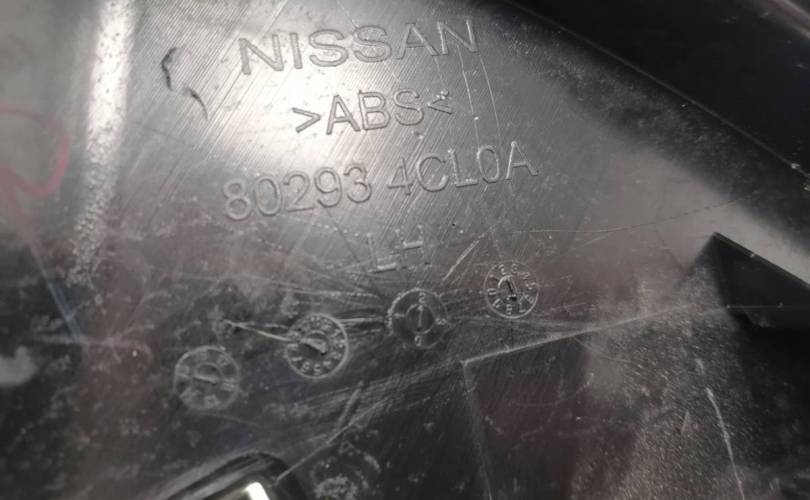 NISSAN
>ABS<
80293 4CL0A
LH